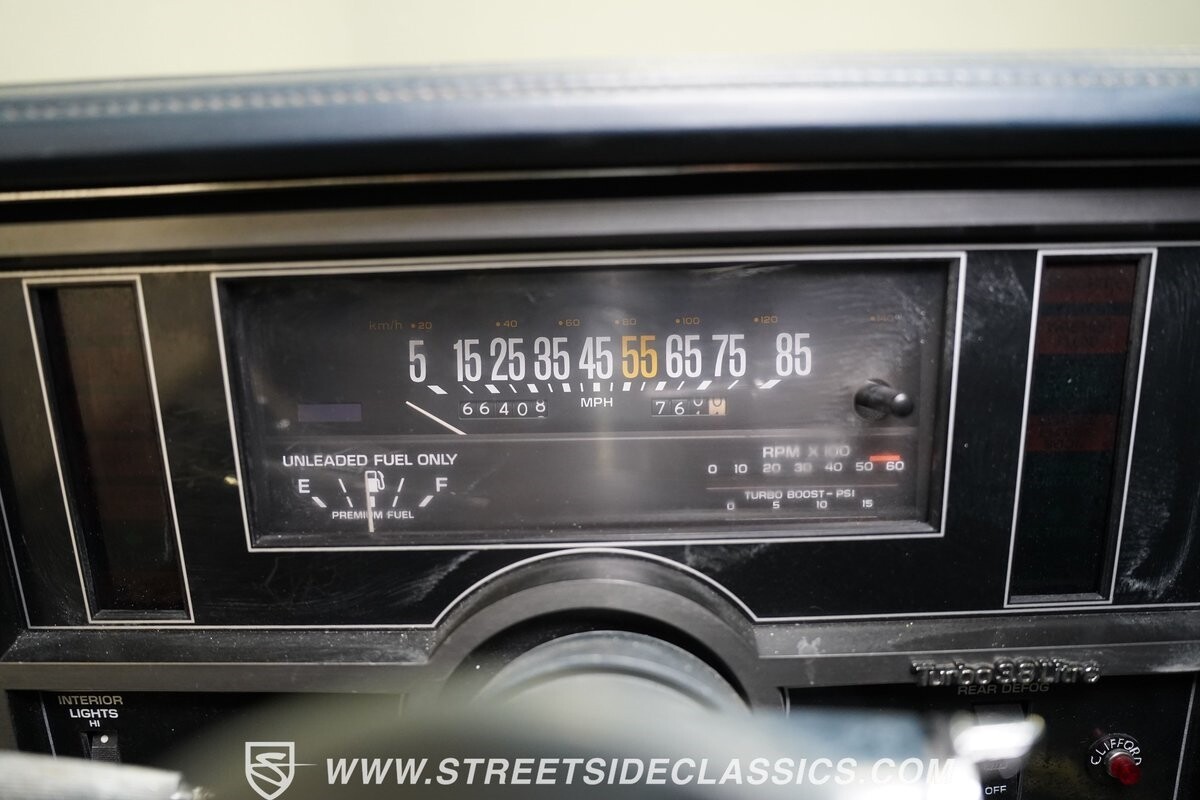 km/h • 20 • 40 • 60 • 80 • 100 • 120 • 140
5 15 25 35 45 55 65 75 85
66408 MPH 76
UNLEADED FUEL ONLY
E F
PREMIUM FUEL
RPM X 100
0 10 20 30 40 50 60
TURBO BOOST-PSI
0 5 10 15
Turbo 3.8 Litre
INTERIOR
LIGHTS
HI
REAR DEFOG
OFF
CLIFFORD
WWW.STREETSIDECLASSICS.COM